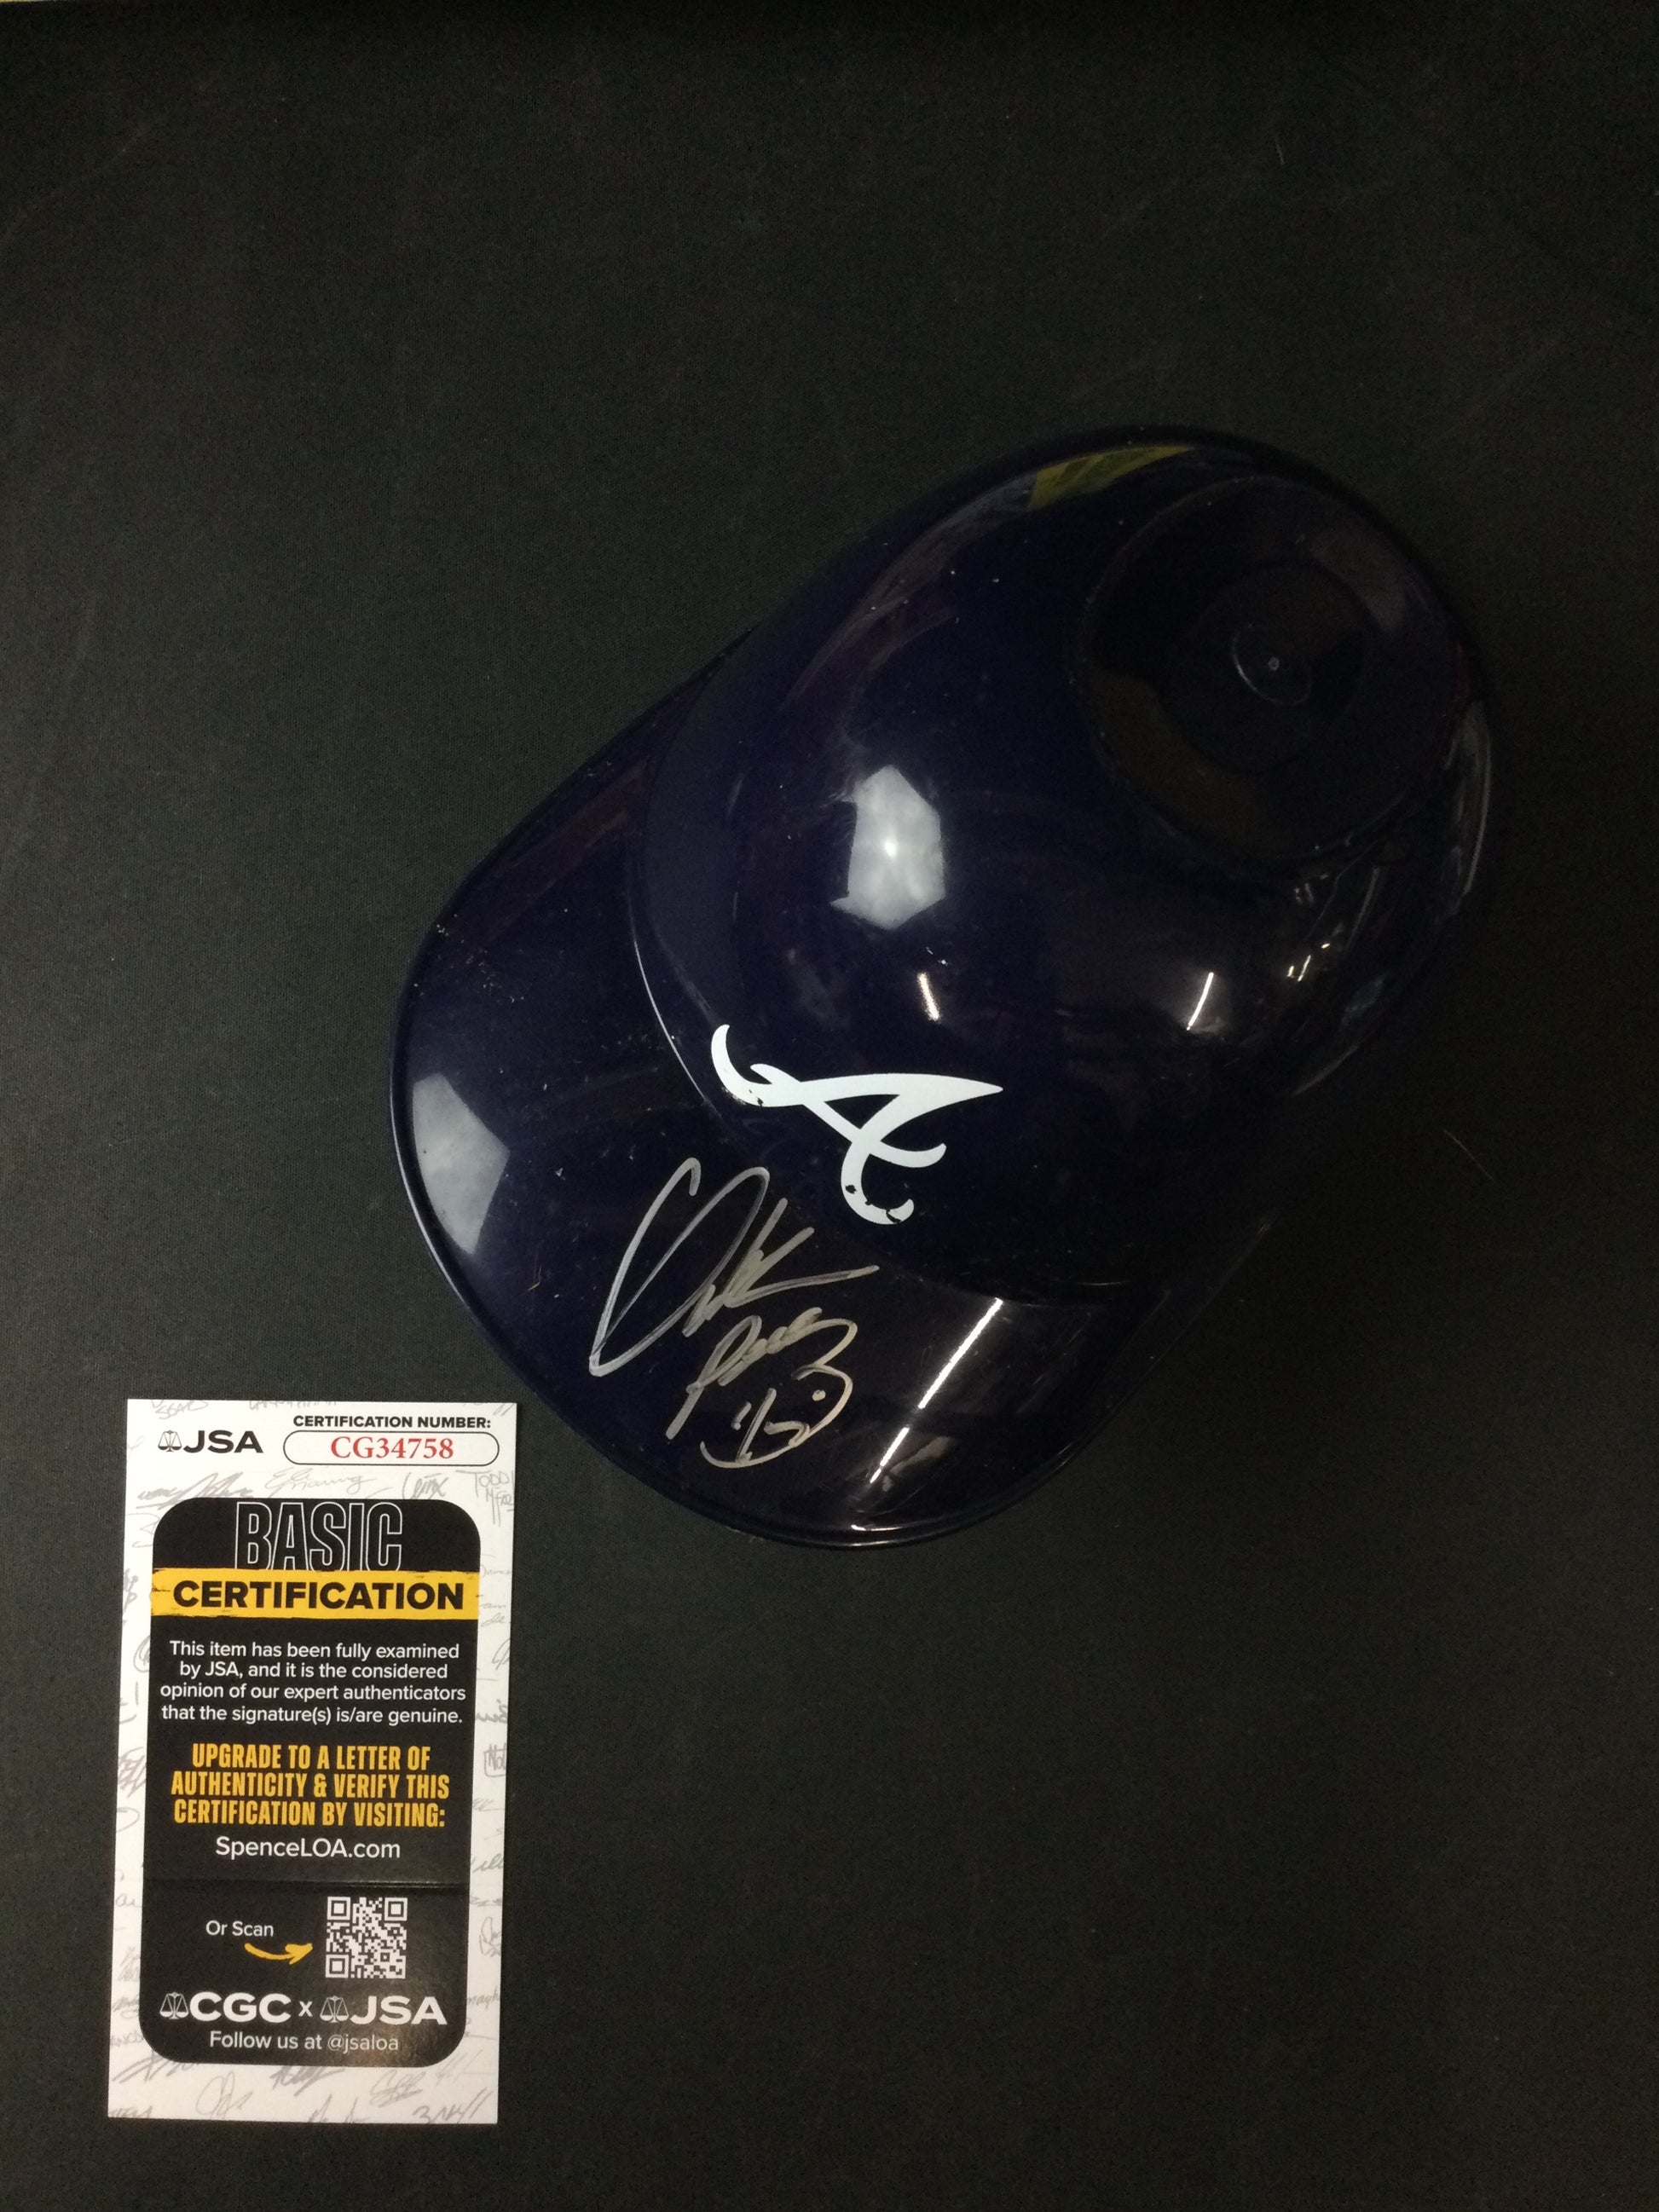 A
JSA
CERTIFICATION NUMBER:
CG34758
BASIC
CERTIFICATION
This item has been fully examined
by JSA, and it is the considered
opinion of our expert authenticators
that the signature(s) is/are genuine.
UPGRADE TO A LETTER OF
AUTHENTICITY & VERIFY THIS
CERTIFICATION BY VISITING:
SpenceLOA.com
Or Scan
CGC x JSA
Follow us at @jsaloa